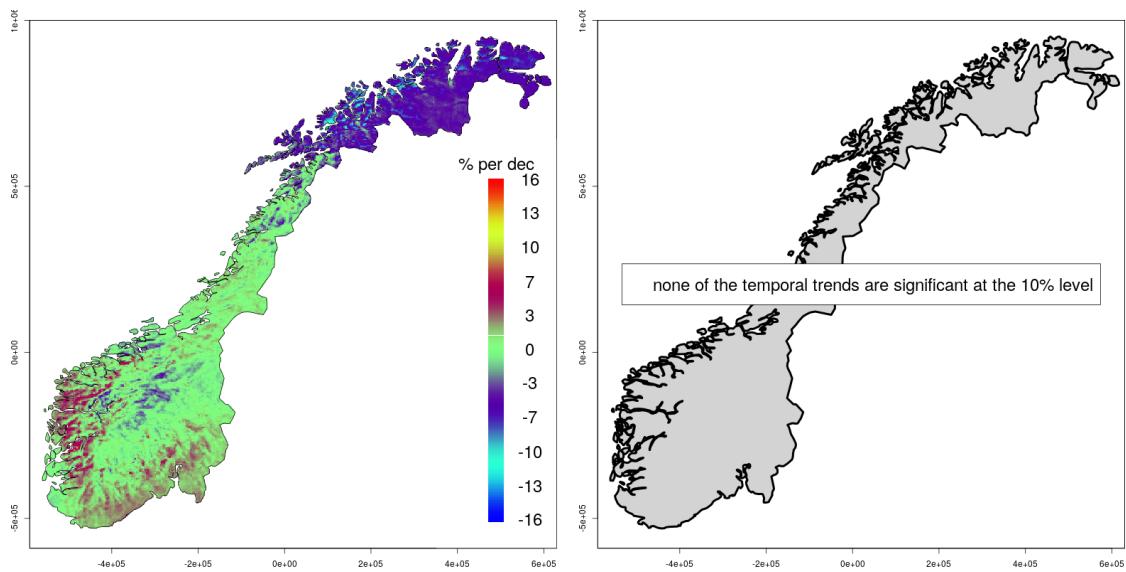 1e+06
5e+05
0e+00
-5e+05
-4e+05 -2e+05 0e+00 2e+05 4e+05 6e+05
% per dec
16
13
10
7
3
0
-3
-7
-10
-13
-16
1e+06
5e+05
0e+00
-5e+05
-4e+05 -2e+05 0e+00 2e+05 4e+05 6e+05
none of the temporal trends are significant at the 10% level